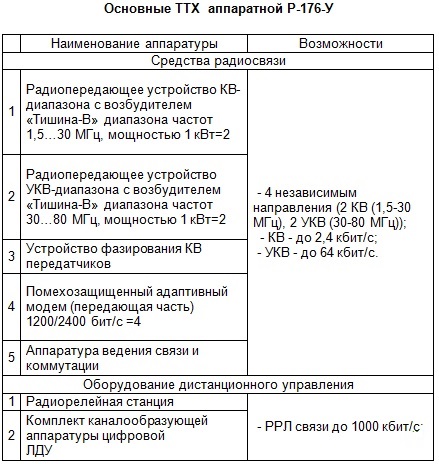 Основные ТТХ аппаратной Р-176-У
Наименование аппаратуры
Возможности
Средства радиосвязи
1
Радиопередающее устройство КВ-
диапазона с возбудителем
«Тишина-В» диапазона частот
1,5…30 МГц, мощностью 1 кВт=2
2
Радиопередающее устройство
УКВ-диапазона с возбудителем
«Тишина-В» диапазона частот
30…80 МГц, мощностью 1 кВт=2
3
Устройство фазирования КВ
передатчиков
4
Помехозащищенный адаптивный
модем (передающая часть)
1200/2400 бит/с =4
5
Аппаратура ведения связи и
коммутации
- 4 независимым
направления (2 КВ (1,5-30
МГц), 2 УКВ (30-80 МГц));
- КВ - до 2,4 кбит/с;
- УКВ - до 64 кбит/с.
Оборудование дистанционного управления
1
Радиорелейная станция
2
Комплект каналообразующей
аппаратуры цифровой
ЛДУ
- РРЛ связи до 1000 кбит/с.